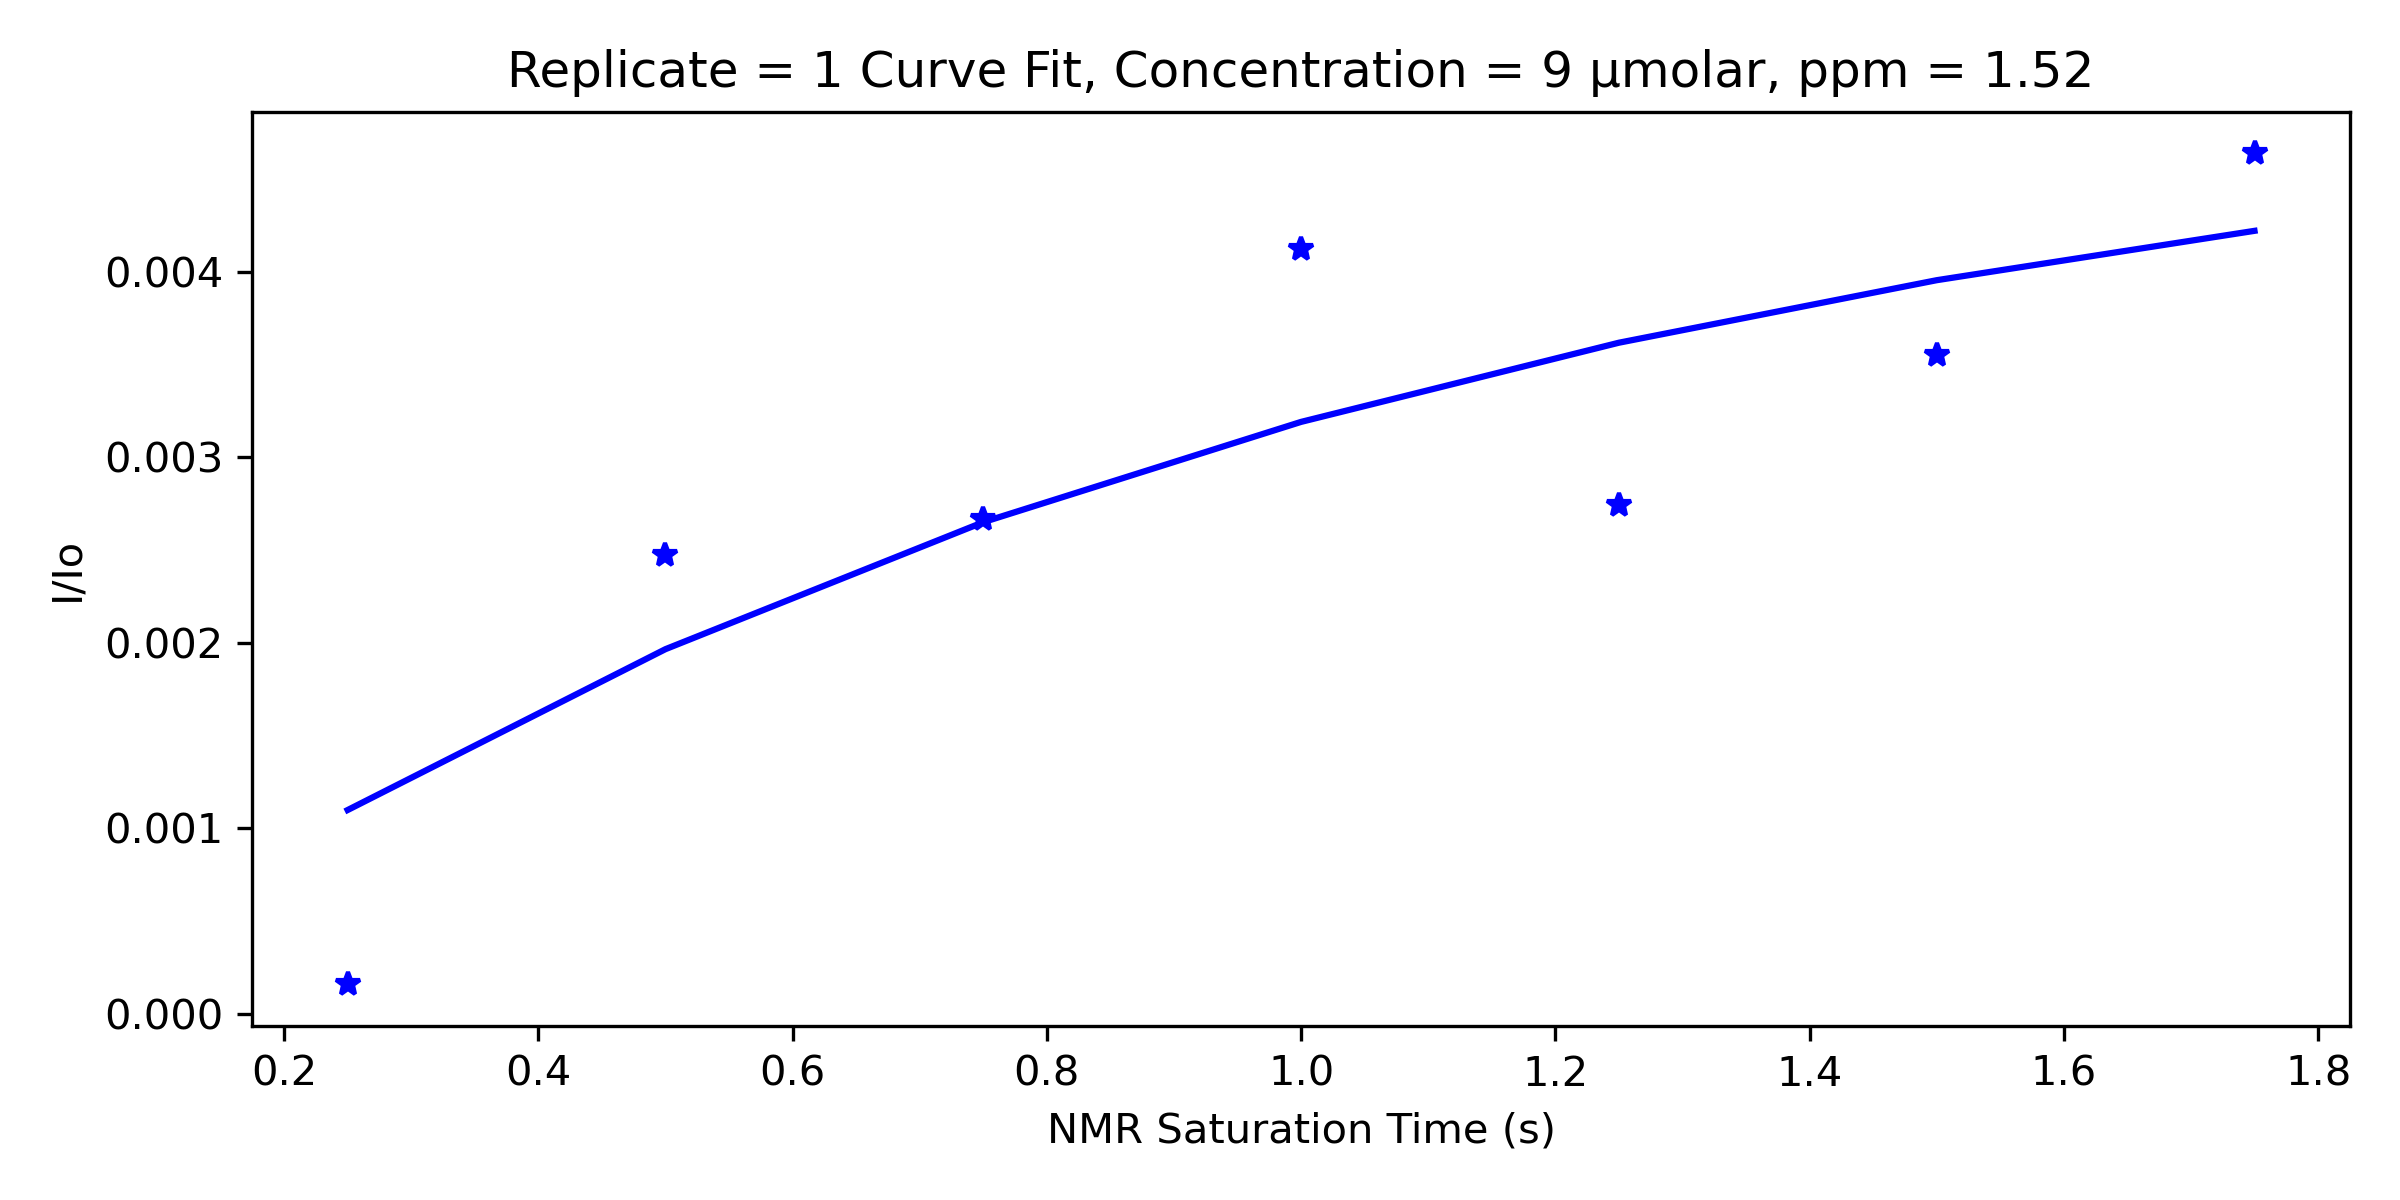 Replicate = 1 Curve Fit, Concentration = 9 μmolar, ppm = 1.52
I/Io
0.004
0.003
0.002
0.001
0.000
0.2 0.4 0.6 0.8 1.0 1.2 1.4 1.6 1.8
NMR Saturation Time (s)